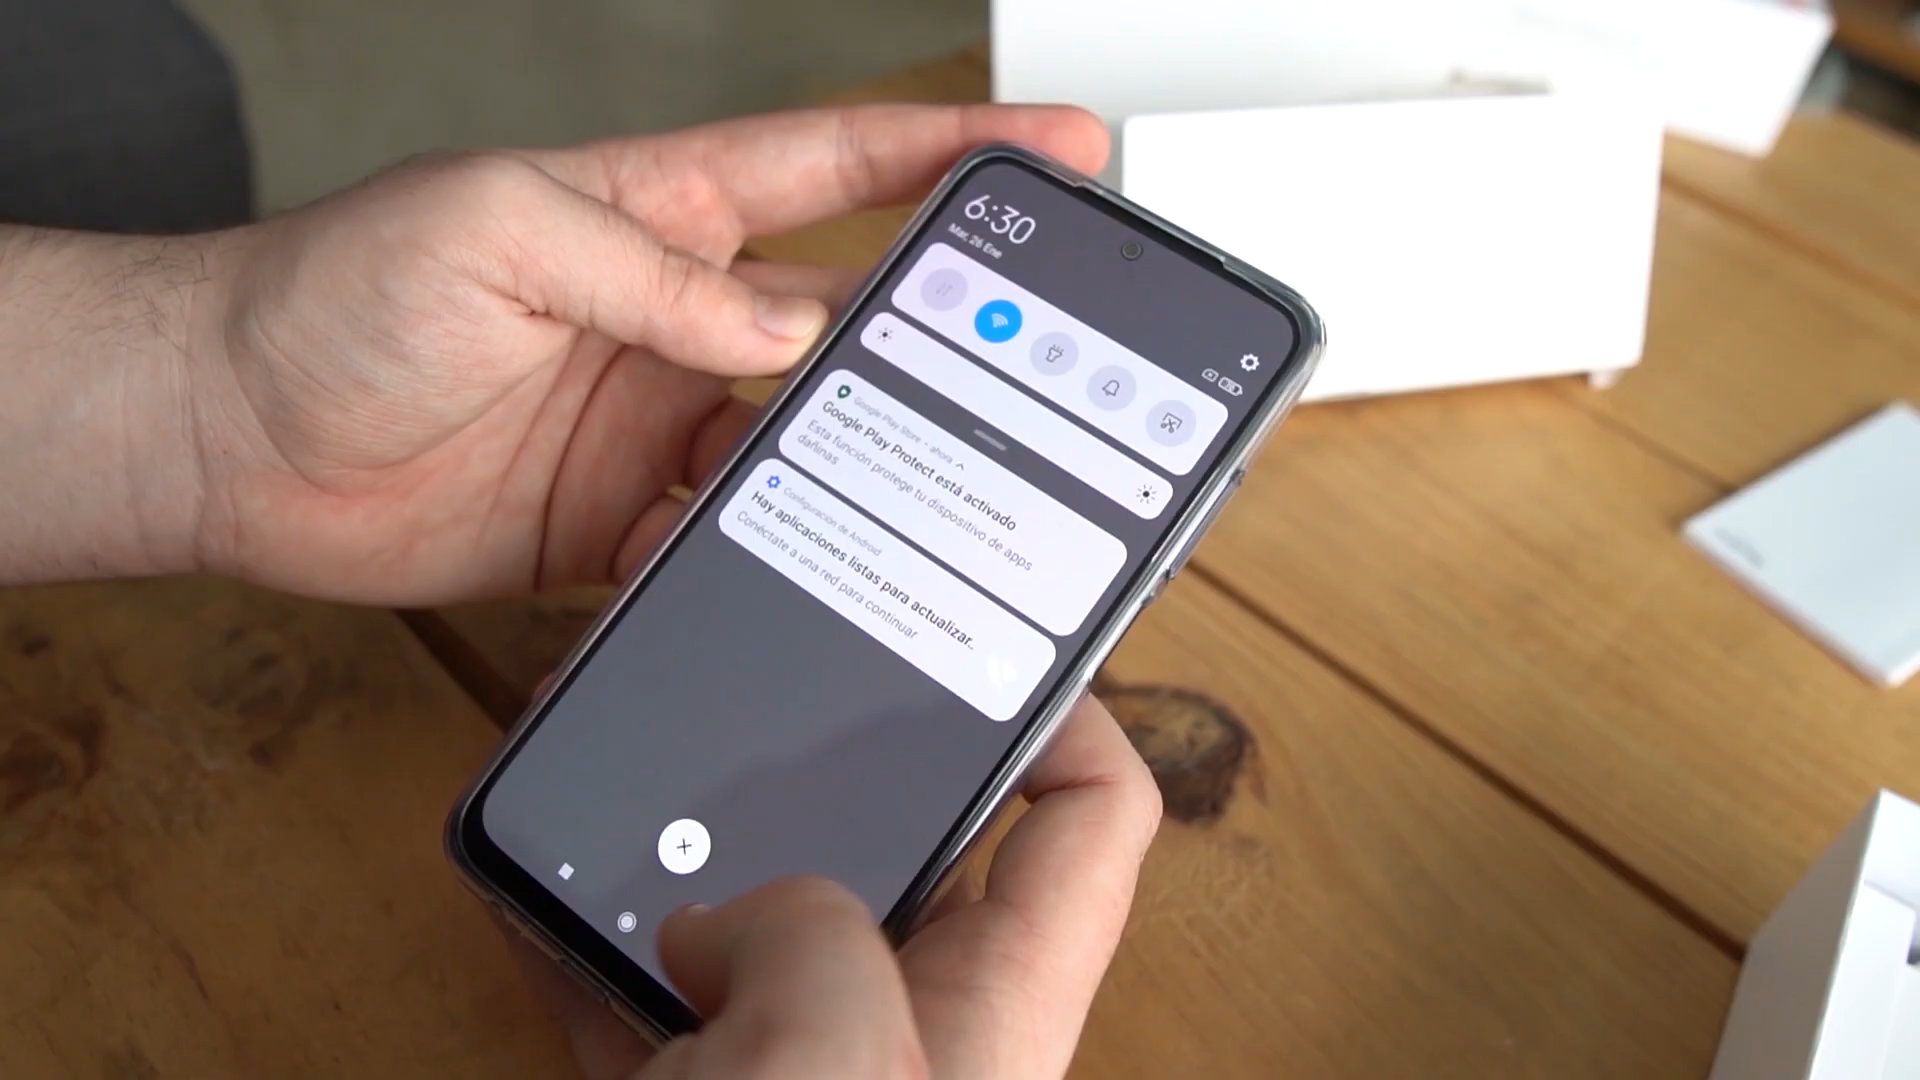 6:30
Mar, 26 Ene
Google Play Store • ahora
Google Play Protect está activado
Esta función protege tu dispositivo de apps
dañinas
Configuración de Android
Hay aplicaciones listas para actualizar..
Conéctate a una red para continuar